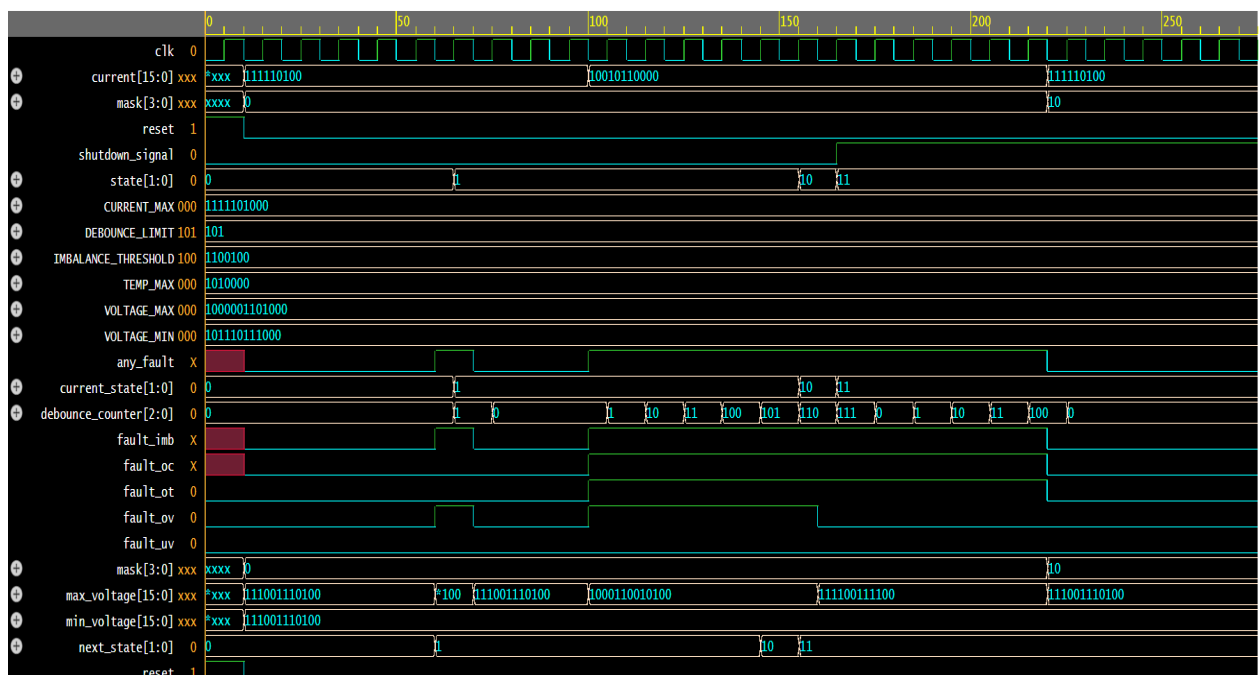 0 50 100 150 200 250
clk 0
current[15:0] xxx *xxx 111110100 10010110000 111110100
mask[3:0] xxx xxxx 0 10
reset 1
shutdown_signal 0
state[1:0] 0 0 1 10 11
CURRENT_MAX 000 1111101000
DEBOUNCE_LIMIT 101 101
IMBALANCE_THRESHOLD 100 1100100
TEMP_MAX 000 1010000
VOLTAGE_MAX 000 1000001101000
VOLTAGE_MIN 000 101110111000
any_fault X
current_state[1:0] 0 0 1 10 11
debounce_counter[2:0] 0 0 1 0 1 10 11 100 101 110 111 0 1 10 11 100 0
fault_imb X
fault_oc X
fault_ot 0
fault_ov 0
fault_uv 0
mask[3:0] xxx xxxx 0 10
max_voltage[15:0] xxx *xxx 111001110100 *100 111001110100 1000110010100 111100111100 111001110100
min_voltage[15:0] xxx *xxx 111001110100
next_state[1:0] 0 0 1 10 11
reset 1